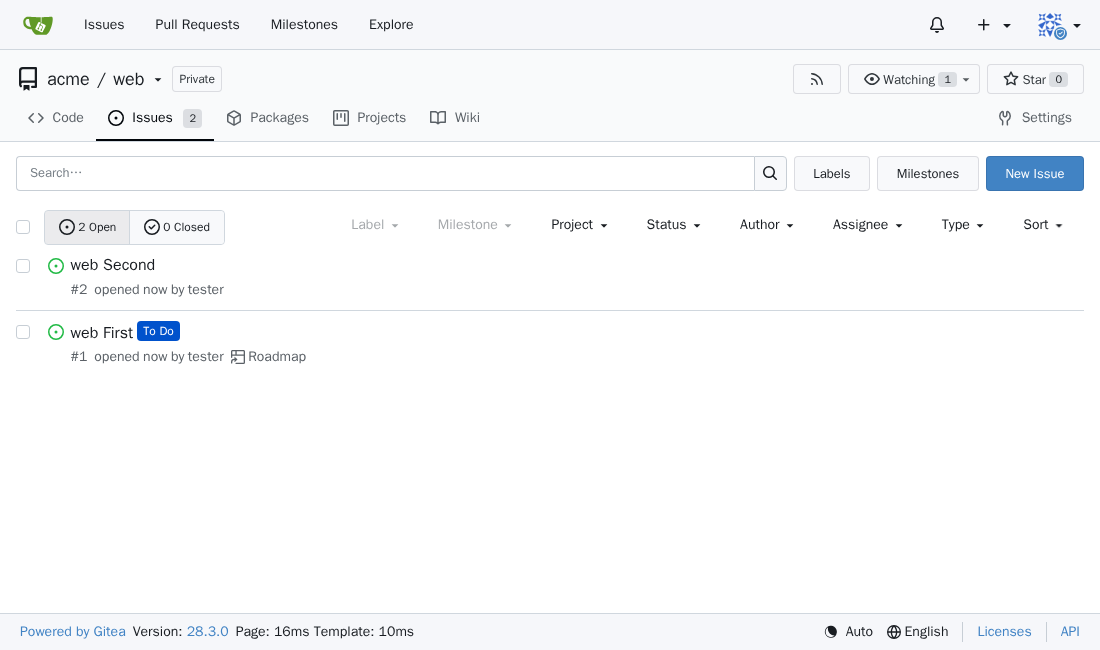 Issues Pull Requests Milestones Explore
acme / web Private Watching 1 Star 0
Code Issues 2 Packages Projects Wiki Settings
Search… Labels Milestones New Issue
2 Open 0 Closed Label Milestone Project Status Author Assignee Type Sort
web Second
#2 opened now by tester
web First To Do
#1 opened now by tester Roadmap
Powered by Gitea Version: 28.3.0 Page: 16ms Template: 10ms Auto English Licenses API